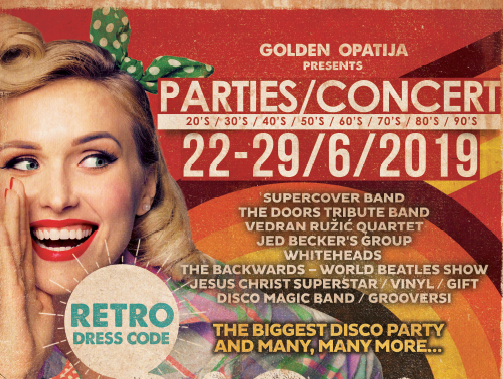 GOLDEN OPATIJA
PRESENTS
PARTIES/CONCERT
20'S / 30'S / 40'S / 50'S / 60'S / 70'S / 80'S / 90'S
22-29/6/2019
SUPERCOVER BAND
THE DOORS TRIBUTE BAND
VEDRAN RUŽIĆ QUARTET
JED BECKER'S GROUP
WHITEHEADS
THE BACKWARDS – WORLD BEATLES SHOW
JESUS CHRIST SUPERSTAR / VINYL / GIFT
DISCO MAGIC BAND / GROOVERSI
RETRO
DRESS CODE
THE BIGGEST DISCO PARTY
AND MANY, MANY MORE...